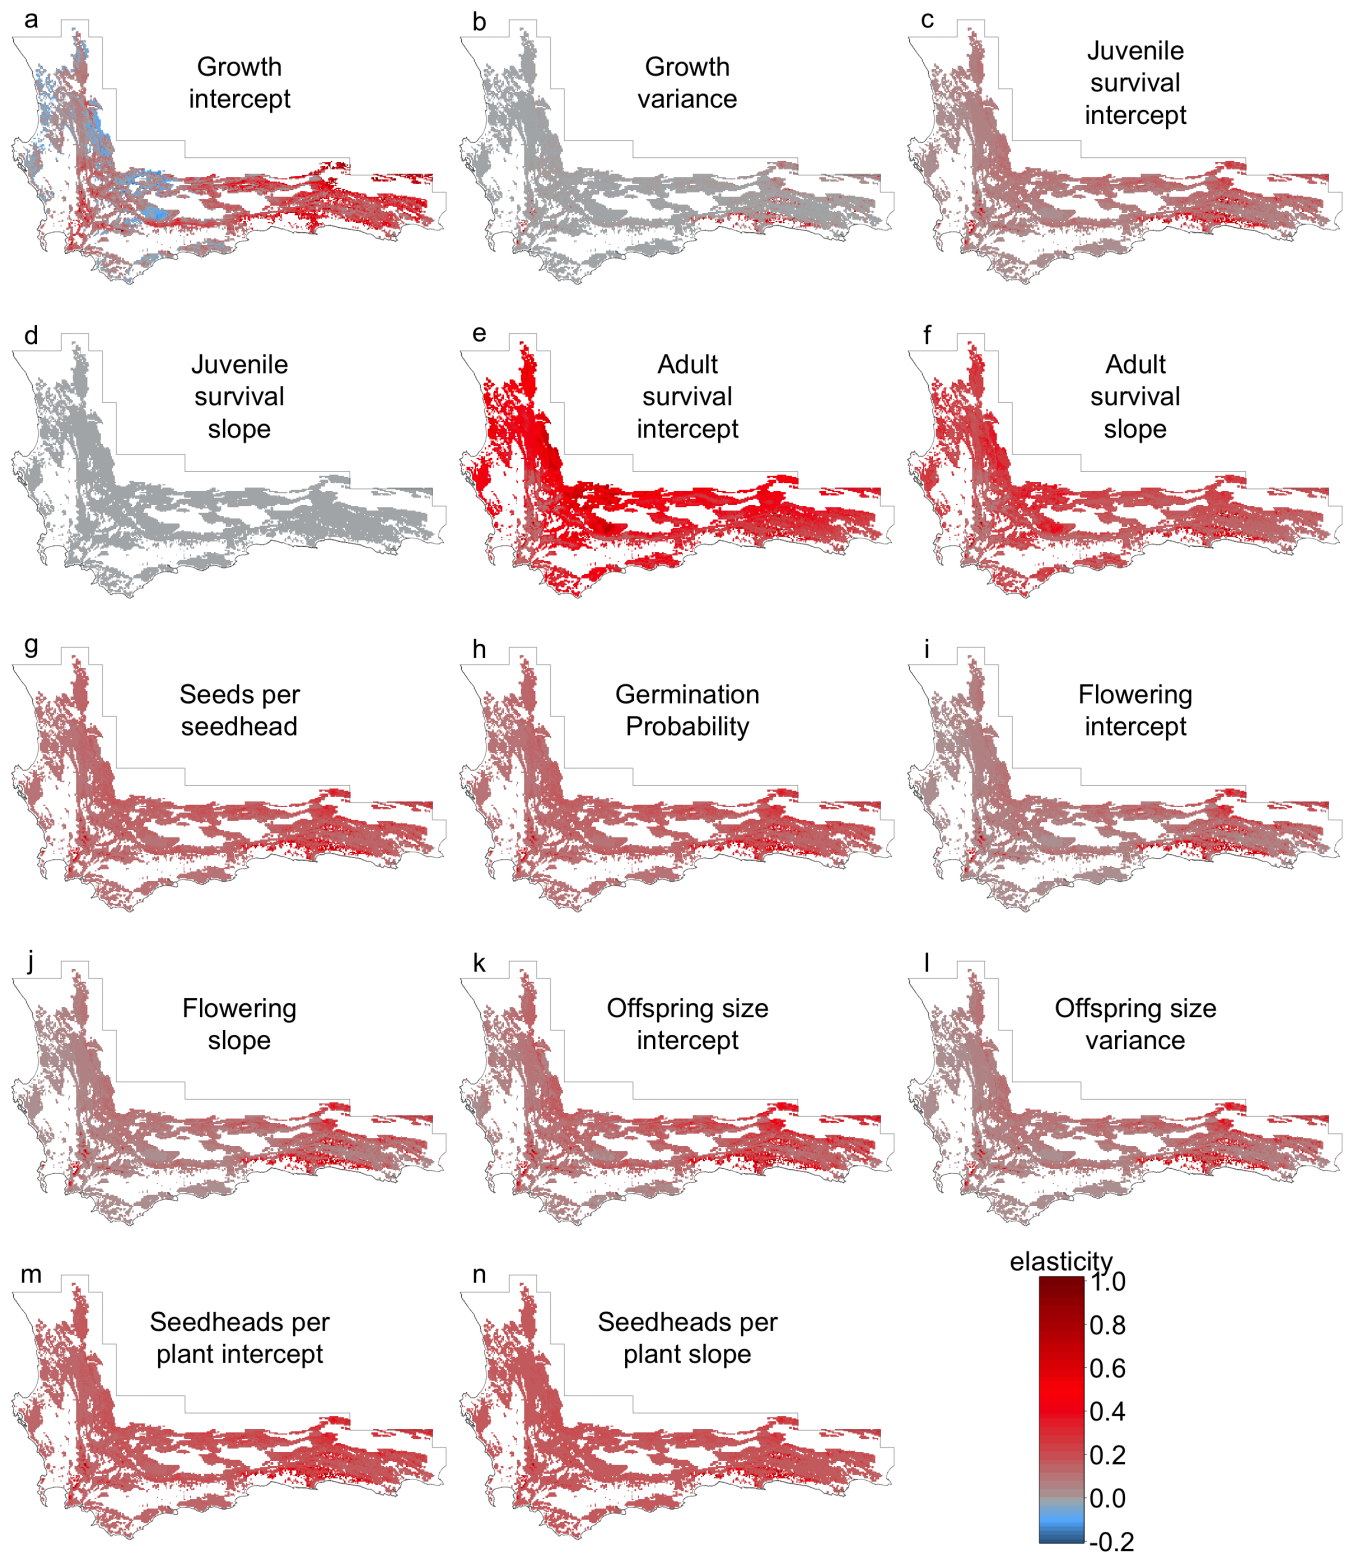 a
Growth
intercept
b
Growth
variance
c
Juvenile
survival
intercept
d
Juvenile
survival
slope
e
Adult
survival
intercept
f
Adult
survival
slope
g
Seeds per
seedhead
h
Germination
Probability
i
Flowering
intercept
j
Flowering
slope
k
Offspring size
intercept
l
Offspring size
variance
m
Seedheads per
plant intercept
n
Seedheads per
plant slope
elasticity
1.0
0.8
0.6
0.4
0.2
0.0
-0.2